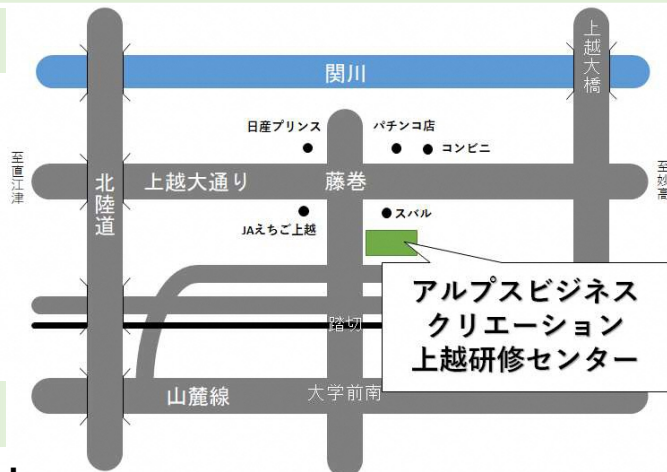 上越大橋
関川
日産プリンス
パチンコ店
コンビニ
至直江津
北陸道
上越大通り
藤巻
至妙高
JAえちご上越
スバル
アルプスビジネス
クリエーション
上越研修センター
踏切
山麓線
大学前南